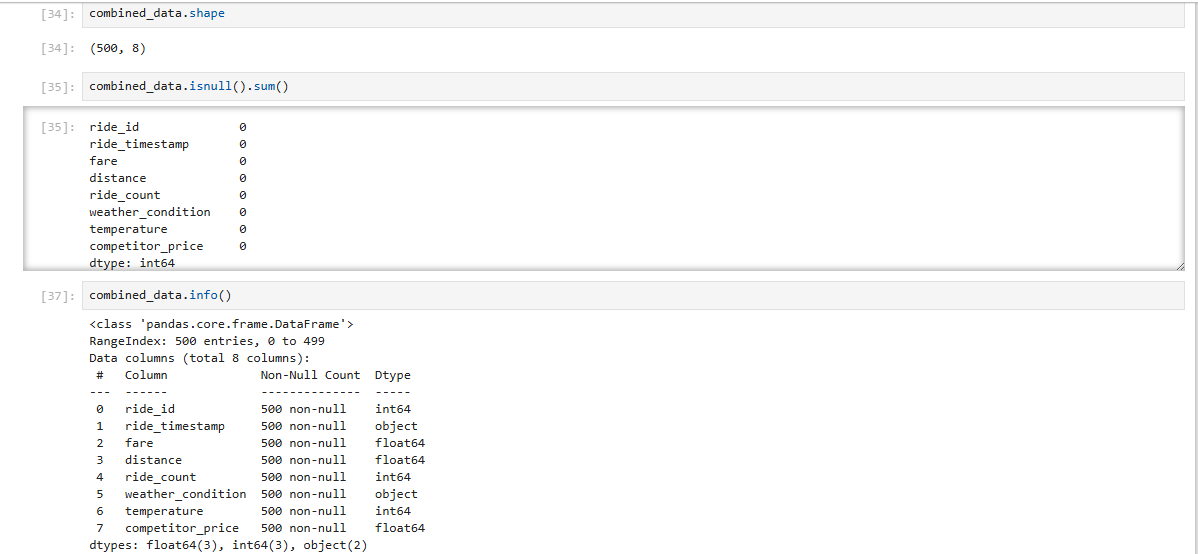 [34]: combined_data.shape
[34]: (500, 8)
[35]: combined_data.isnull().sum()
[35]: ride_id 0
ride_timestamp 0
fare 0
distance 0
ride_count 0
weather_condition 0
temperature 0
competitor_price 0
dtype: int64
[37]: combined_data.info()
<class 'pandas.core.frame.DataFrame'>
RangeIndex: 500 entries, 0 to 499
Data columns (total 8 columns):
# Column Non-Null Count Dtype
--- ------ -------------- -----
0 ride_id 500 non-null int64
1 ride_timestamp 500 non-null object
2 fare 500 non-null float64
3 distance 500 non-null float64
4 ride_count 500 non-null int64
5 weather_condition 500 non-null object
6 temperature 500 non-null int64
7 competitor_price 500 non-null float64
dtypes: float64(3), int64(3), object(2)